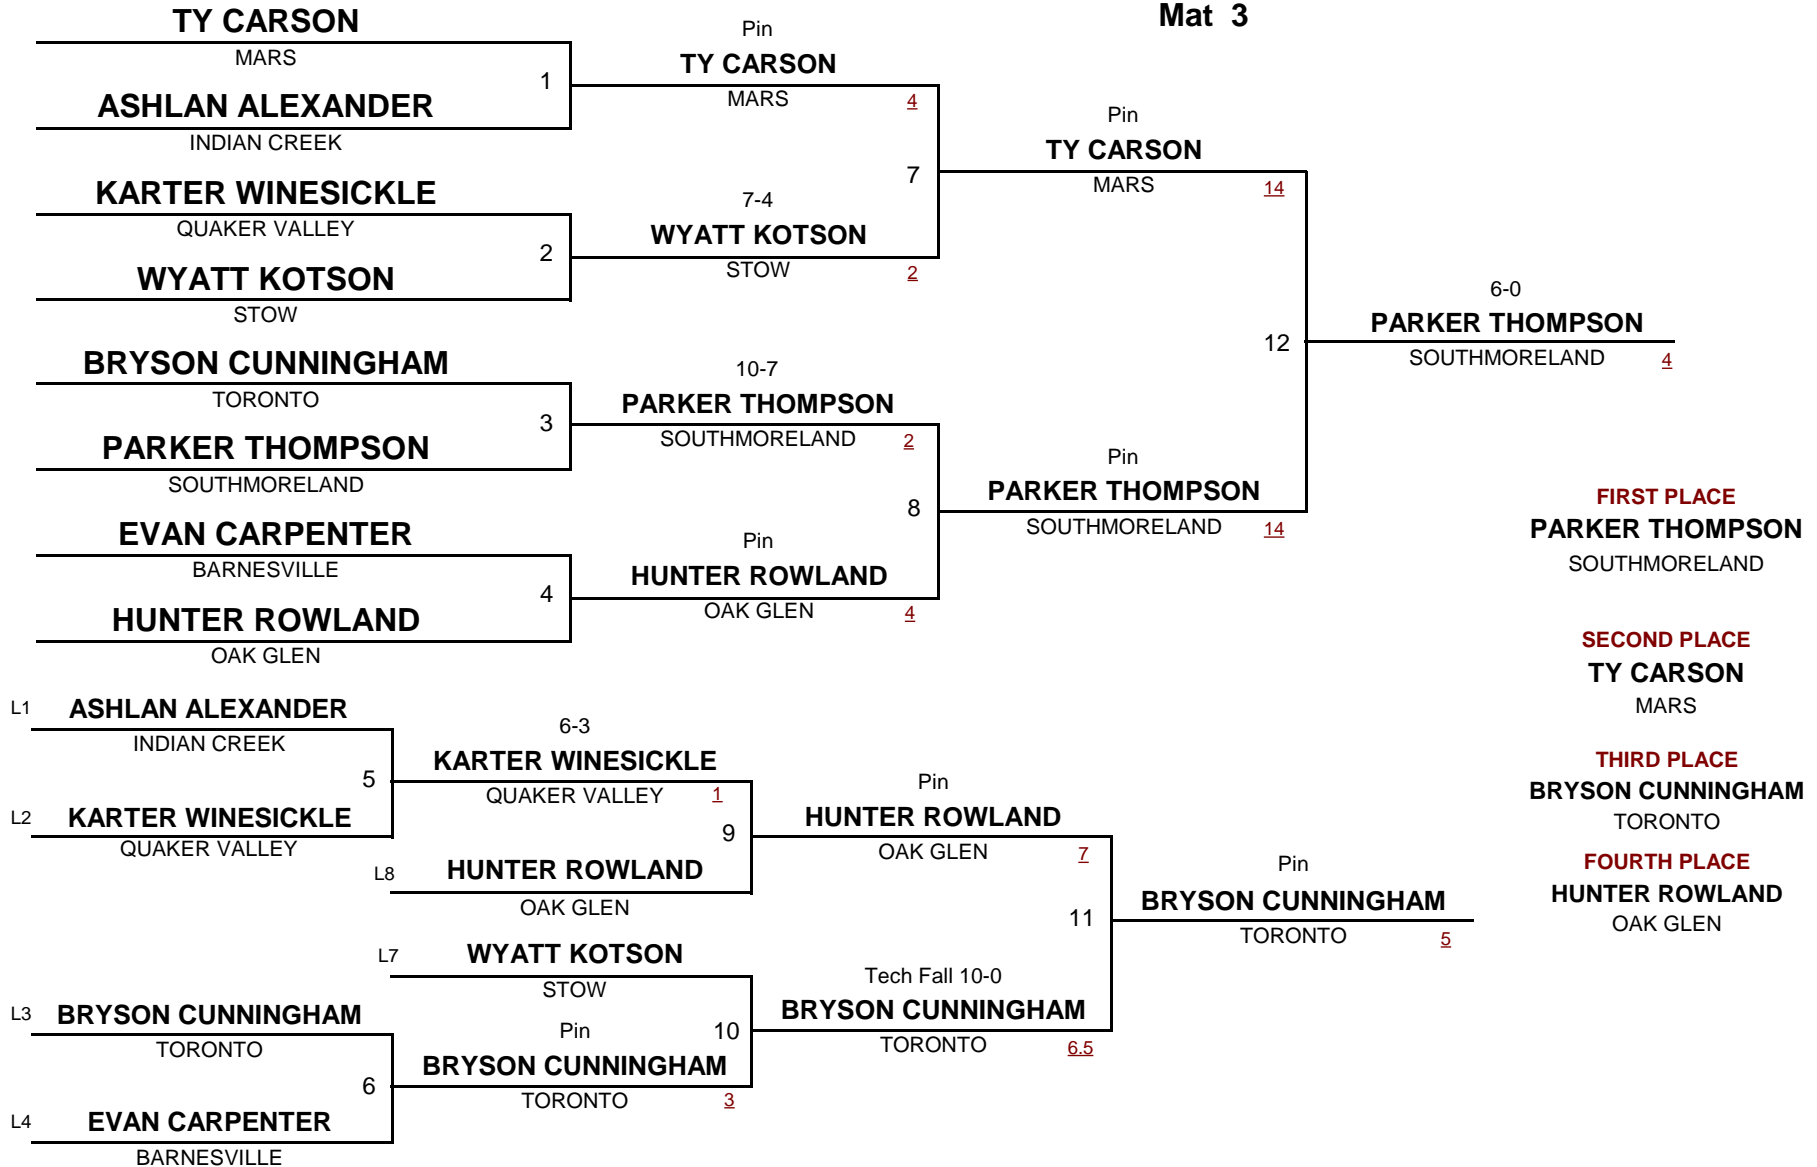 Mat 3
TY CARSON
MARS
1
ASHLAN ALEXANDER
INDIAN CREEK
KARTER WINESICKLE
QUAKER VALLEY
2
WYATT KOTSON
STOW
BRYSON CUNNINGHAM
TORONTO
3
PARKER THOMPSON
SOUTHMORELAND
EVAN CARPENTER
BARNESVILLE
4
HUNTER ROWLAND
OAK GLEN
Pin
TY CARSON
MARS 4
7
7-4
WYATT KOTSON
STOW 2
10-7
PARKER THOMPSON
SOUTHMORELAND 2
8
Pin
HUNTER ROWLAND
OAK GLEN 4
Pin
TY CARSON
MARS 14
12
Pin
PARKER THOMPSON
SOUTHMORELAND 14
6-0
PARKER THOMPSON
SOUTHMORELAND 4
FIRST PLACE
PARKER THOMPSON
SOUTHMORELAND
SECOND PLACE
TY CARSON
MARS
THIRD PLACE
BRYSON CUNNINGHAM
TORONTO
FOURTH PLACE
HUNTER ROWLAND
OAK GLEN
L1 ASHLAN ALEXANDER
INDIAN CREEK
5
L2 KARTER WINESICKLE
QUAKER VALLEY
6-3
KARTER WINESICKLE
QUAKER VALLEY 1
9
L8 HUNTER ROWLAND
OAK GLEN
L7 WYATT KOTSON
STOW
L3 BRYSON CUNNINGHAM
TORONTO
6
L4 EVAN CARPENTER
BARNESVILLE
Pin
10
BRYSON CUNNINGHAM
TORONTO 3
Pin
HUNTER ROWLAND
OAK GLEN 7
11
Tech Fall 10-0
BRYSON CUNNINGHAM
TORONTO 6.5
Pin
BRYSON CUNNINGHAM
TORONTO 5